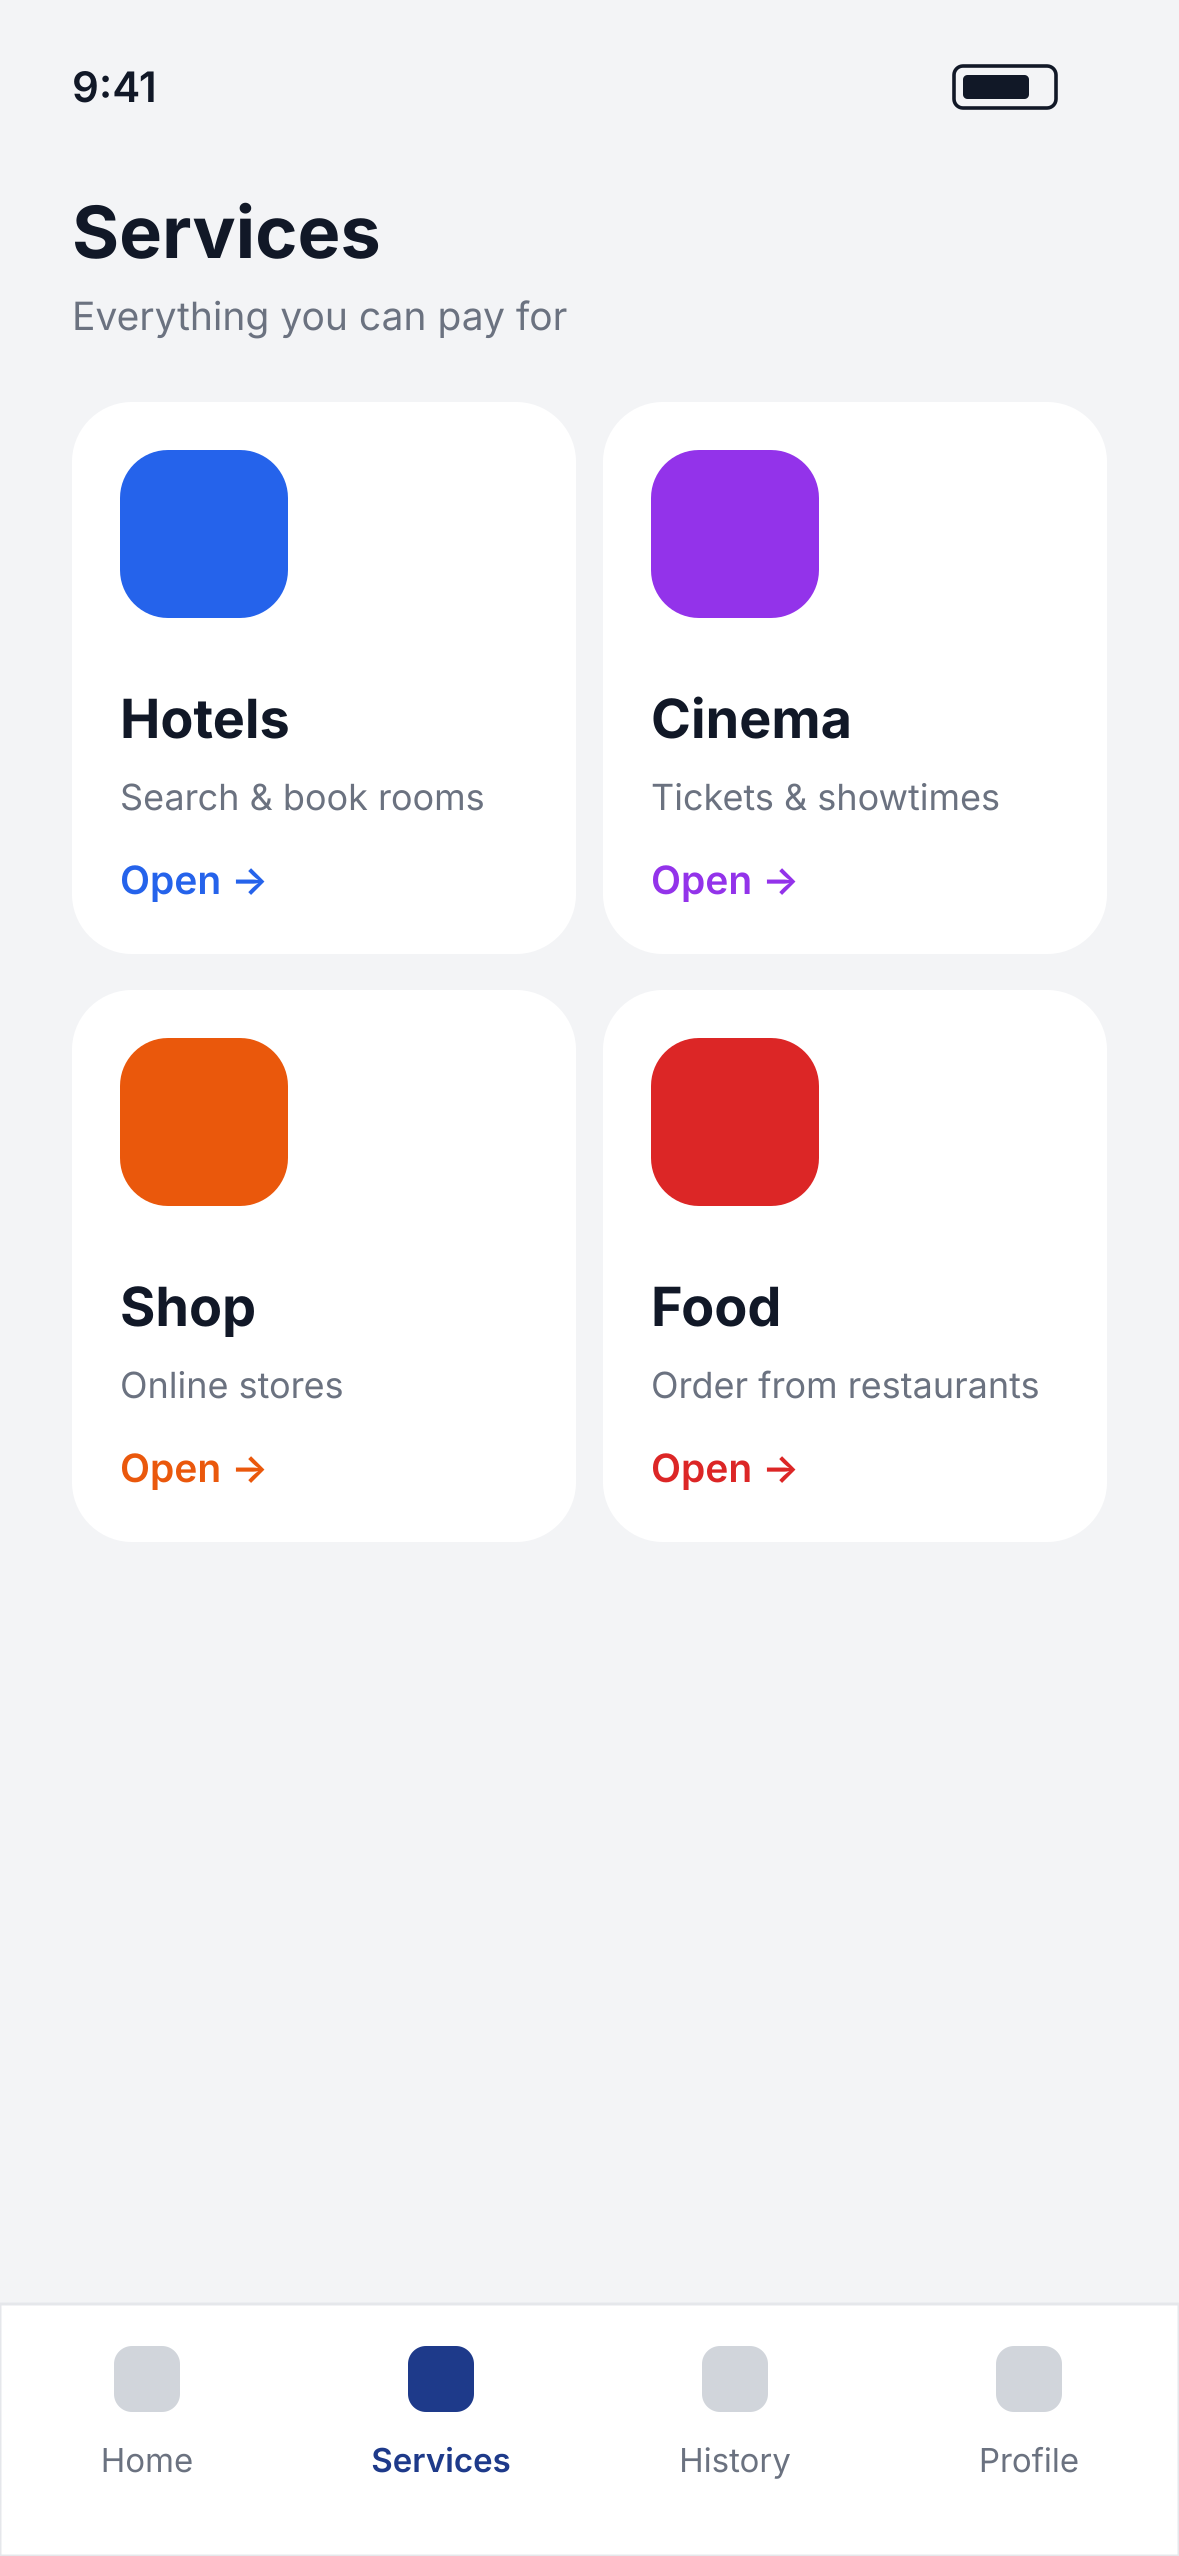 9:41
Services
Everything you can pay for
Hotels
Search & book rooms
Open →
Cinema
Tickets & showtimes
Open →
Shop
Online stores
Open →
Food
Order from restaurants
Open →
Home
Services
History
Profile